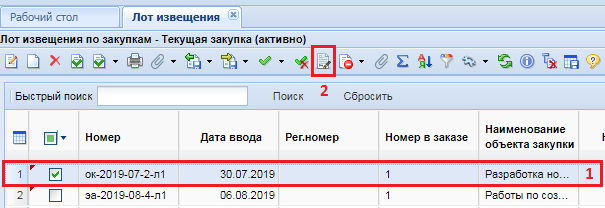 Рабочий стол Лот извещения
Лот извещения по закупкам - Текущая закупка (активно)
2
Быстрый поиск Поиск Сбросить
Номер Дата ввода Рег.номер Номер в заказе Наименование объекта закупки
1 ок-2019-07-2-л1 30.07.2019 1 Разработка но... 1
2 за-2019-08-4-л1 06.08.2019 1 Работы по соз...